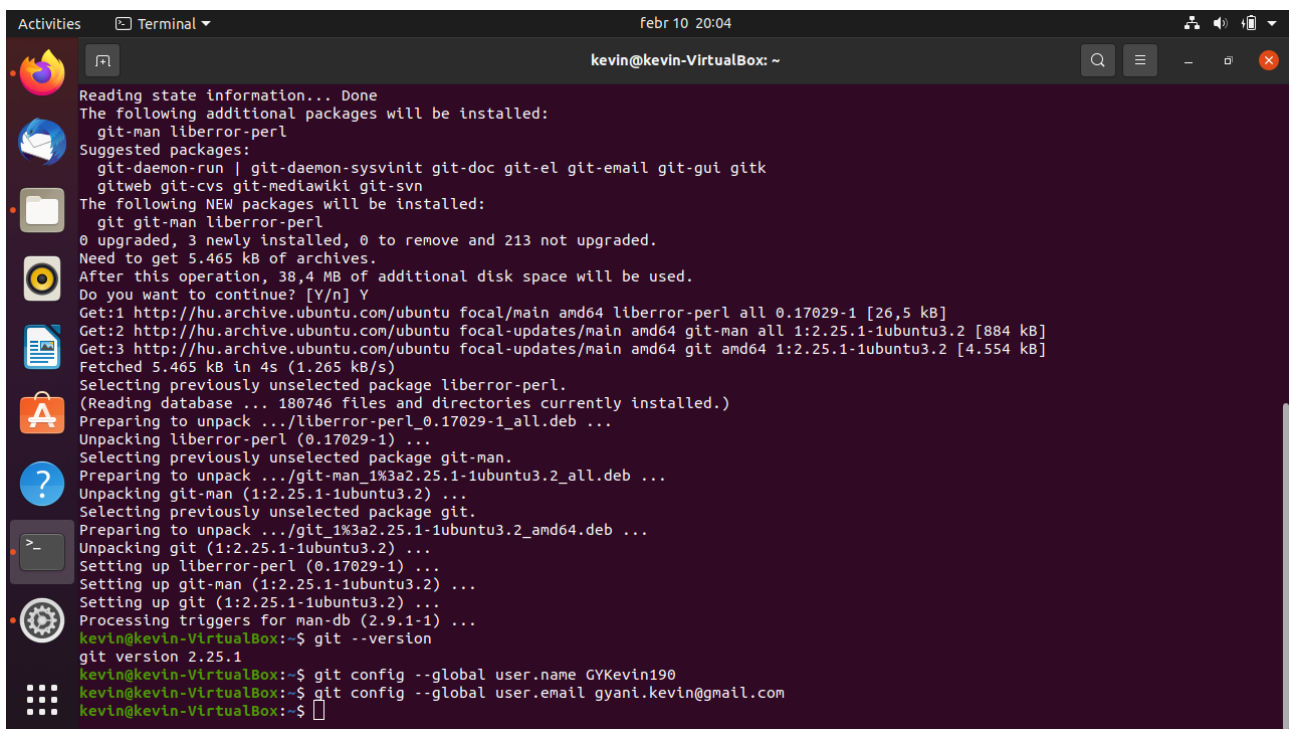 Activities
Terminal
febr 10 20:04
kevin@kevin-VirtualBox: ~
Reading state information... Done
The following additional packages will be installed:
  git-man liberror-perl
Suggested packages:
  git-daemon-run | git-daemon-sysvinit git-doc git-el git-email git-gui gitk
  gitweb git-cvs git-mediawiki git-svn
The following NEW packages will be installed:
  git git-man liberror-perl
0 upgraded, 3 newly installed, 0 to remove and 213 not upgraded.
Need to get 5.465 kB of archives.
After this operation, 38,4 MB of additional disk space will be used.
Do you want to continue? [Y/n] Y
Get:1 http://hu.archive.ubuntu.com/ubuntu focal/main amd64 liberror-perl all 0.17029-1 [26,5 kB]
Get:2 http://hu.archive.ubuntu.com/ubuntu focal-updates/main amd64 git-man all 1:2.25.1-1ubuntu3.2 [884 kB]
Get:3 http://hu.archive.ubuntu.com/ubuntu focal-updates/main amd64 git amd64 1:2.25.1-1ubuntu3.2 [4.554 kB]
Fetched 5.465 kB in 4s (1.265 kB/s)
Selecting previously unselected package liberror-perl.
(Reading database ... 180746 files and directories currently installed.)
Preparing to unpack .../liberror-perl_0.17029-1_all.deb ...
Unpacking liberror-perl (0.17029-1) ...
Selecting previously unselected package git-man.
Preparing to unpack .../git-man_1%3a2.25.1-1ubuntu3.2_all.deb ...
Unpacking git-man (1:2.25.1-1ubuntu3.2) ...
Selecting previously unselected package git.
Preparing to unpack .../git_1%3a2.25.1-1ubuntu3.2_amd64.deb ...
Unpacking git (1:2.25.1-1ubuntu3.2) ...
Setting up liberror-perl (0.17029-1) ...
Setting up git-man (1:2.25.1-1ubuntu3.2) ...
Setting up git (1:2.25.1-1ubuntu3.2) ...
Processing triggers for man-db (2.9.1-1) ...
kevin@kevin-VirtualBox:~$ git --version
git version 2.25.1
kevin@kevin-VirtualBox:~$ git config --global user.name GYKevin190
kevin@kevin-VirtualBox:~$ git config --global user.email gyani.kevin@gmail.com
kevin@kevin-VirtualBox:~$